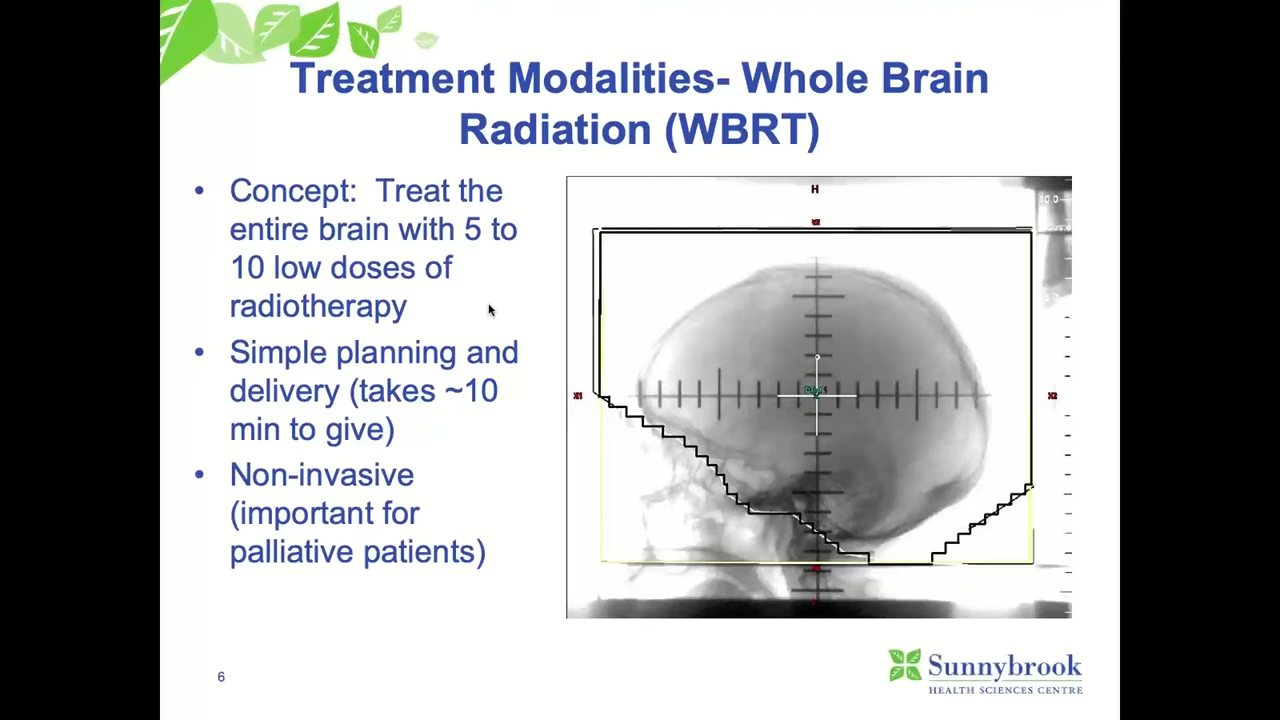 Treatment Modalities- Whole Brain
Radiation (WBRT)
• Concept: Treat the
entire brain with 5 to
10 low doses of
radiotherapy
• Simple planning and
delivery (takes ~10
min to give)
• Non-invasive
(important for
palliative patients)
H
X1
X2
6
Sunnybrook
HEALTH SCIENCES CENTRE